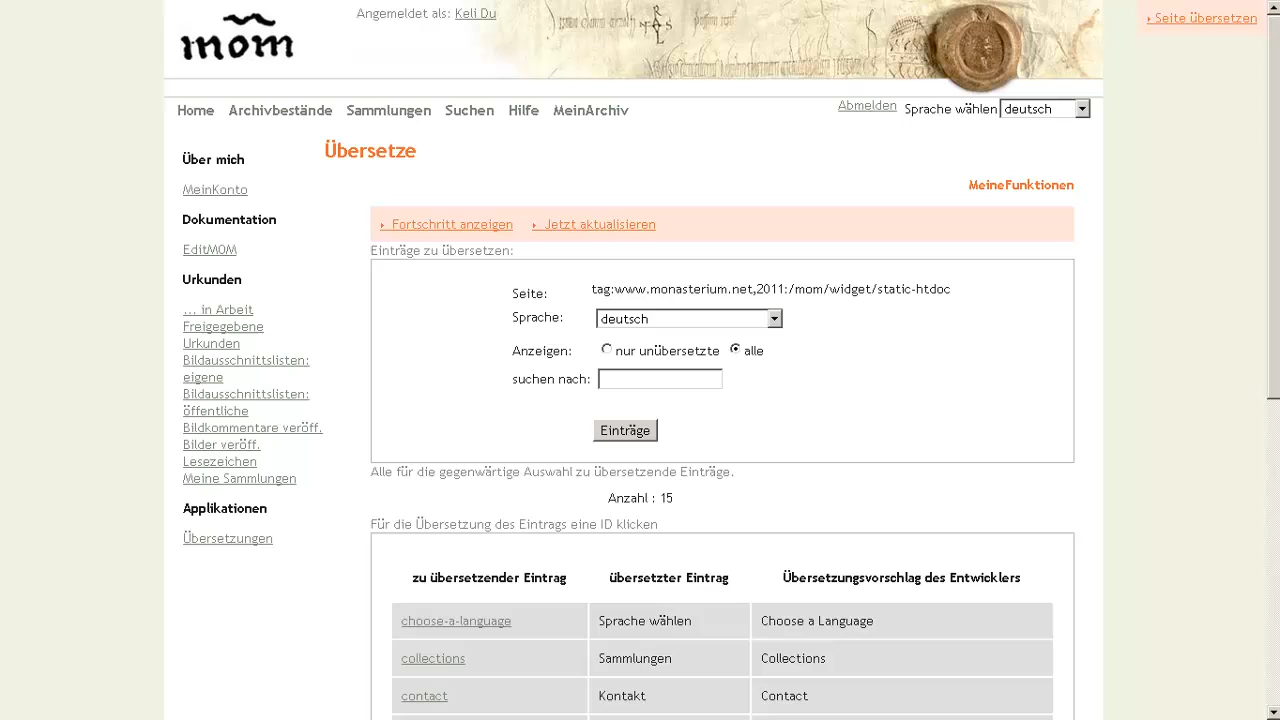 mom
Angemeldet als: Keli Du
Seite übersetzen
Home Archivbestände Sammlungen Suchen Hilfe MeinArchiv
Abmelden Sprache wählen deutsch
Über mich
MeinKonto
Dokumentation
EditMOM
Urkunden
... in Arbeit
Freigegebene
Urkunden
Bildausschnittslisten:
eigene
Bildausschnittslisten:
öffentliche
Bildkommentare veröff.
Bilder veröff.
Lesezeichen
Meine Sammlungen
Applikationen
Übersetzungen
Übersetze
MeineFunktionen
Fortschritt anzeigen Jetzt aktualisieren
Einträge zu übersetzen:
Seite: tag:www.monasterium.net,2011:/mom/widget/static-htdoc
Sprache: deutsch
Anzeigen: nur unübersetzte alle
suchen nach:
Einträge
Alle für die gegenwärtige Auswahl zu übersetzende Einträge.
Anzahl : 15
Für die Übersetzung des Eintrags eine ID klicken
zu übersetzender Eintrag übersetzter Eintrag Übersetzungsvorschlag des Entwicklers
choose-a-language Sprache wählen Choose a Language
collections Sammlungen Collections
contact Kontakt Contact